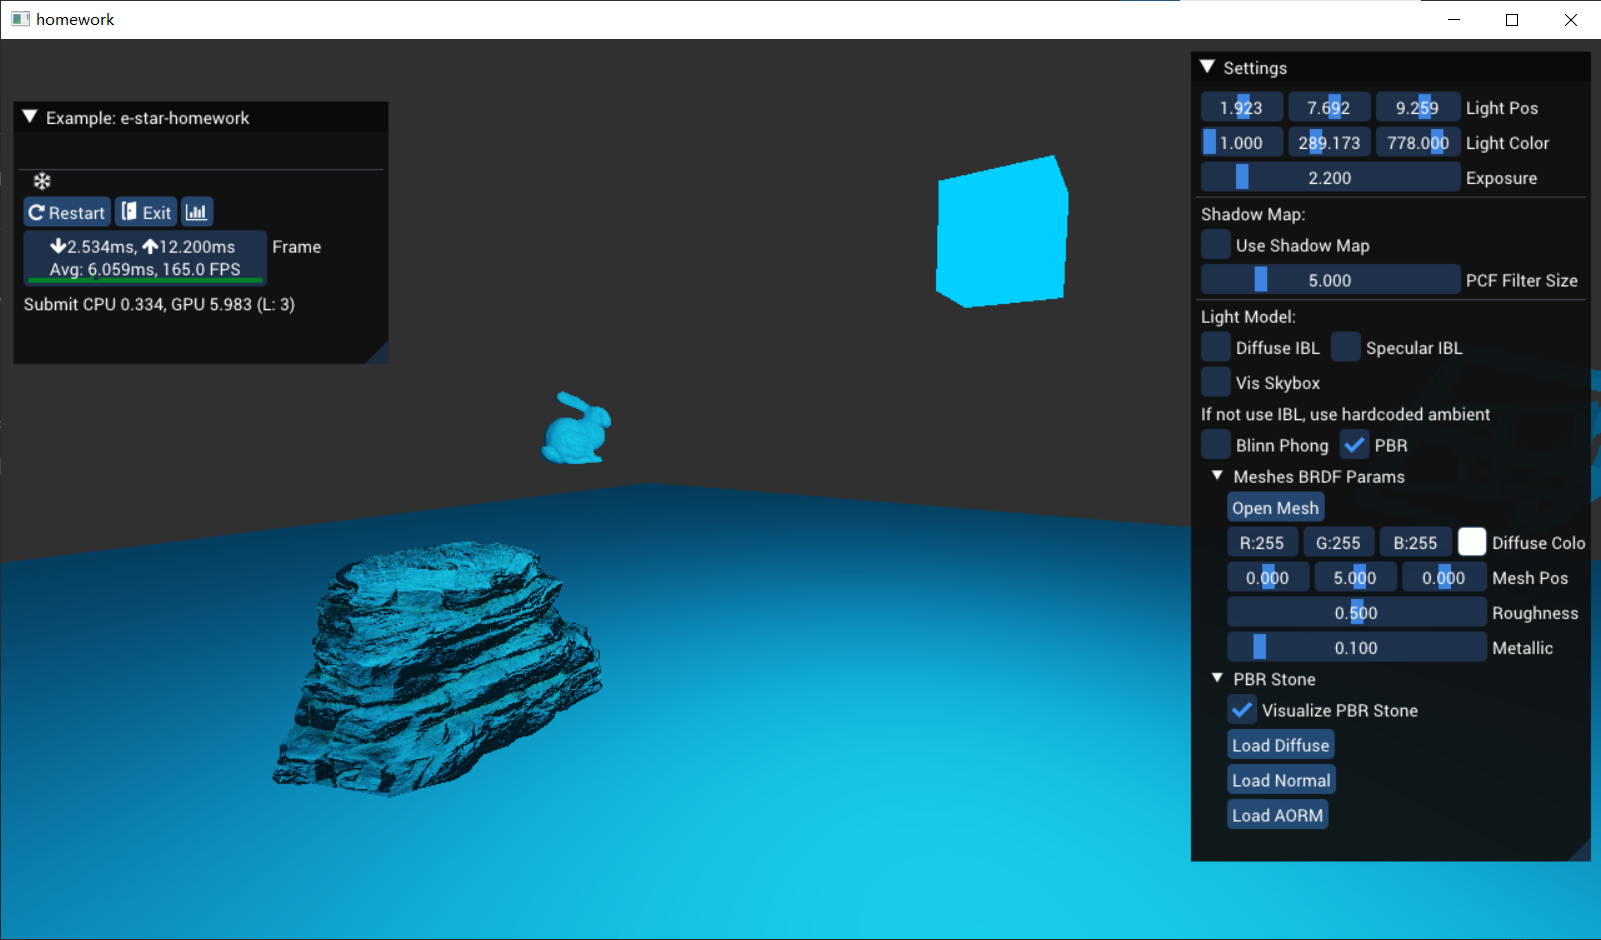 homework
Example: e-star-homework
Restart Exit
2.534ms, 12.200ms
Avg: 6.059ms, 165.0 FPS
Frame
Submit CPU 0.334, GPU 5.983 (L: 3)
Settings
1.923 7.692 9.259 Light Pos
1.000 289.173 778.000 Light Color
2.200 Exposure
Shadow Map:
Use Shadow Map
5.000 PCF Filter Size
Light Model:
Diffuse IBL Specular IBL
Vis Skybox
If not use IBL, use hardcoded ambient
Blinn Phong PBR
Meshes BRDF Params
Open Mesh
R:255 G:255 B:255 Diffuse Colo
0.000 5.000 0.000 Mesh Pos
0.500 Roughness
0.100 Metallic
PBR Stone
Visualize PBR Stone
Load Diffuse
Load Normal
Load AORM